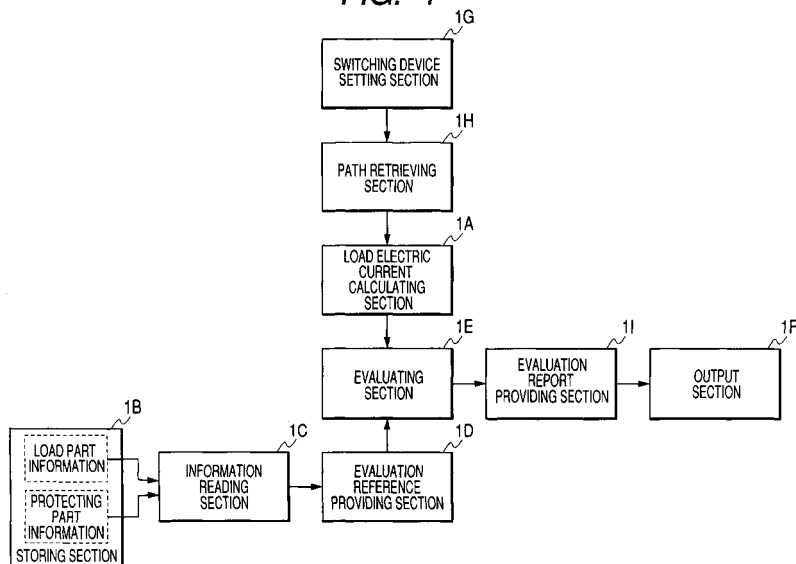 1G
SWITCHING DEVICE
SETTING SECTION
1H
PATH RETRIEVING
SECTION
1A
LOAD ELECTRIC
CURRENT
CALCULATING
SECTION
1E
EVALUATING
SECTION
1I
EVALUATION
REPORT
PROVIDING SECTION
1F
OUTPUT
SECTION
1B
LOAD PART
INFORMATION
PROTECTING
PART
INFORMATION
STORING SECTION
1C
INFORMATION
READING
SECTION
1D
EVALUATION
REFERENCE
PROVIDING SECTION